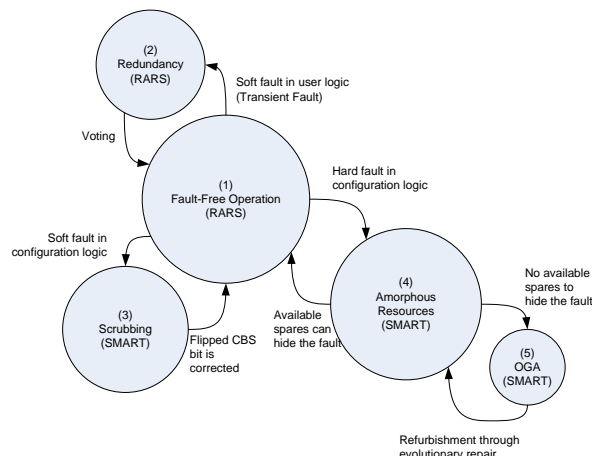 (2)
Redundancy
(RARS)
Soft fault in user logic
(Transient Fault)
Voting
(1)
Fault-Free Operation
(RARS)
Hard fault in
configuration logic
Soft fault in
configuration logic
(3)
Scrubbing
(SMART)
Flipped CBS
bit is
corrected
Available
spares can
hide the fault
(4)
Amorphous
Resources
(SMART)
No available
spares to
hide the fault
(5)
OGA
(SMART)
Refurbishment through
evolutionary repair